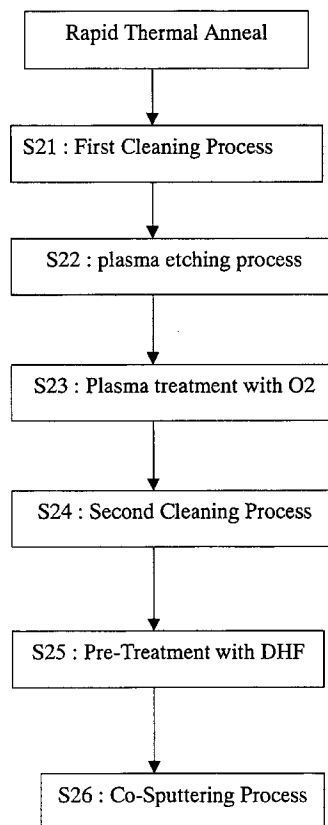 Rapid Thermal Anneal
S21 : First Cleaning Process
S22 : plasma etching process
S23 : Plasma treatment with O2
S24 : Second Cleaning Process
S25 : Pre-Treatment with DHF
S26 : Co-Sputtering Process